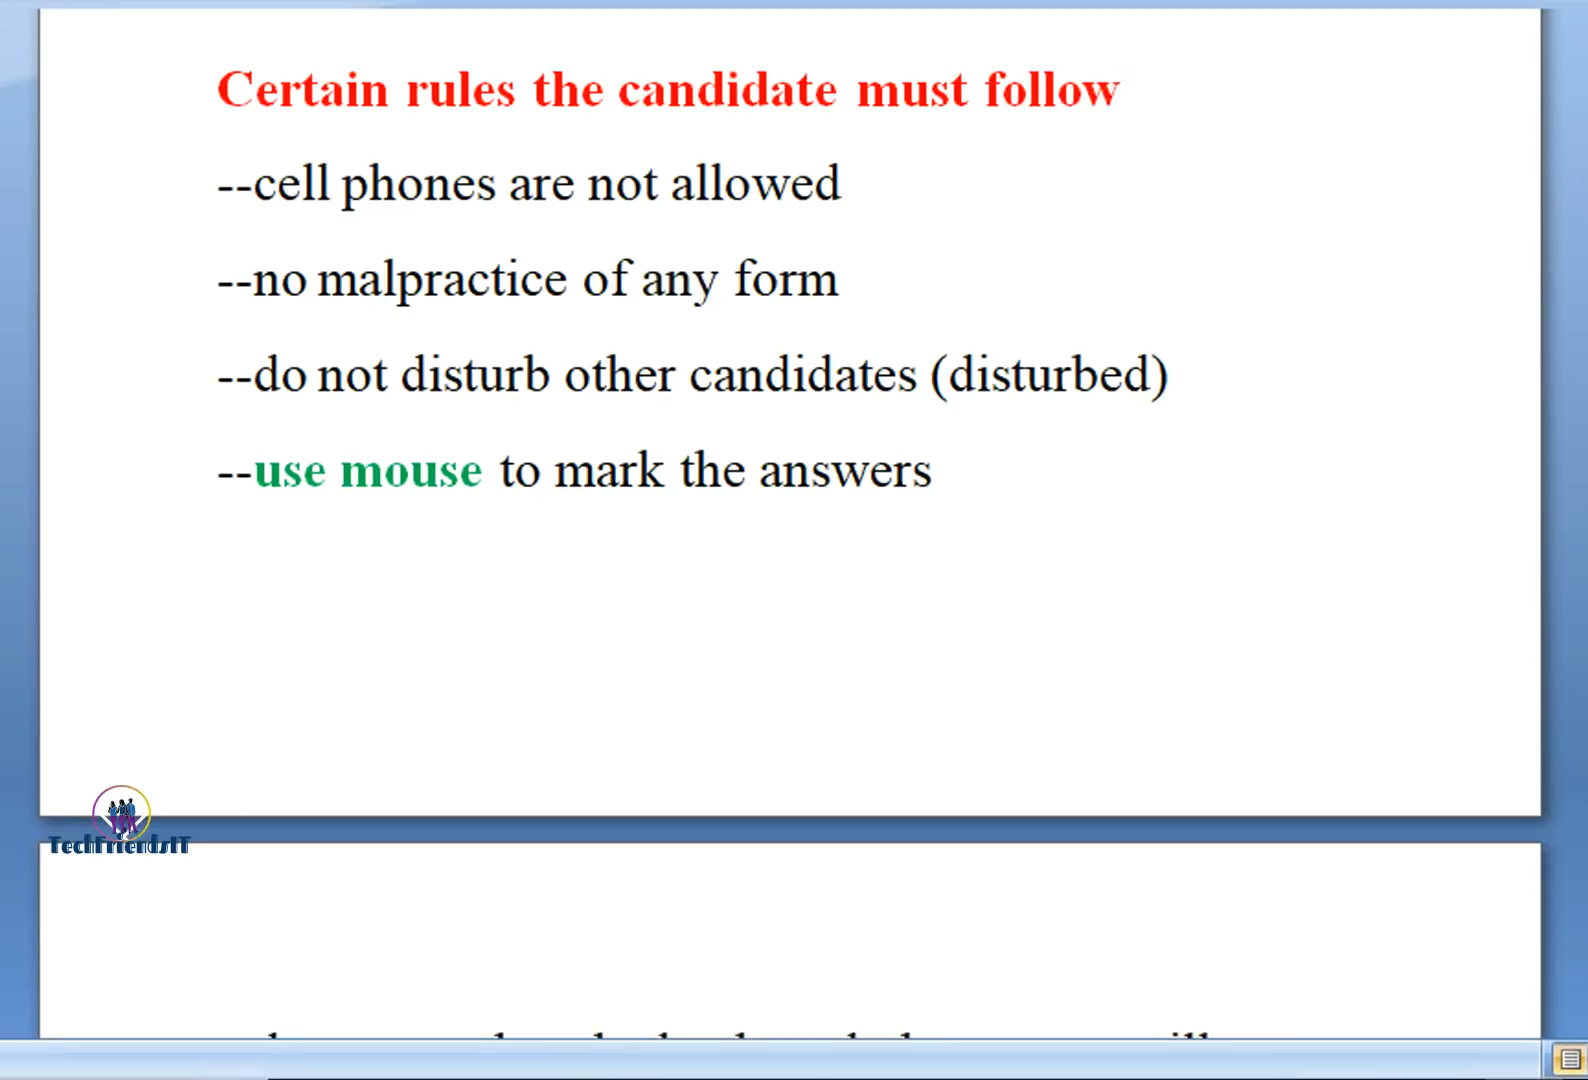 Certain rules the candidate must follow
--cell phones are not allowed
--no malpractice of any form
--do not disturb other candidates (disturbed)
--use mouse to mark the answers
TechFriendsIT